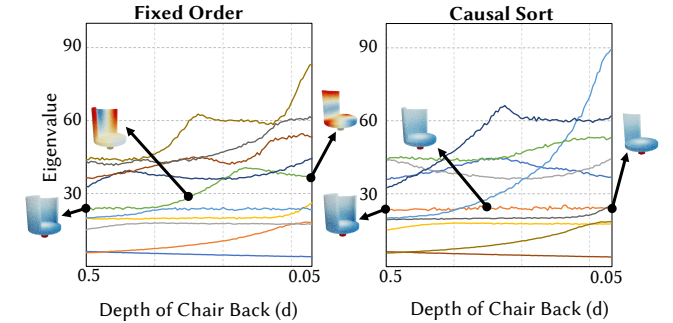 Fixed Order
Causal Sort
Eigenvalue
90
60
30
0.5
0.05
Depth of Chair Back (d)
90
60
30
0.5
0.05
Depth of Chair Back (d)